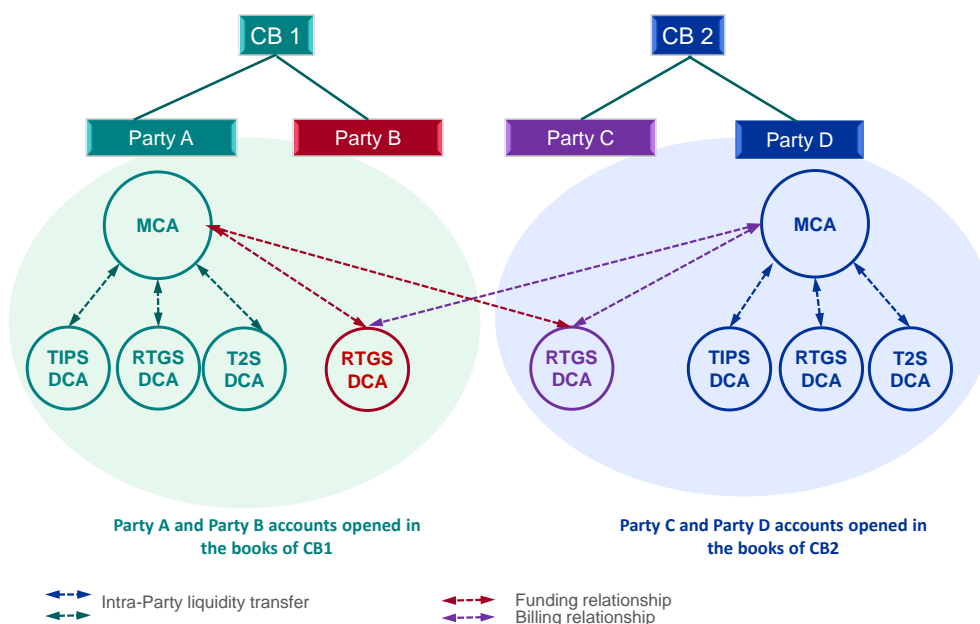 CB 1
CB 2
Party A
Party B
Party C
Party D
MCA
MCA
TIPS
DCA
RTGS
DCA
T2S
DCA
RTGS
DCA
RTGS
DCA
TIPS
DCA
RTGS
DCA
T2S
DCA
Party A and Party B accounts opened in
the books of CB1
Party C and Party D accounts opened in
the books of CB2
Intra-Party liquidity transfer
Funding relationship
Billing relationship